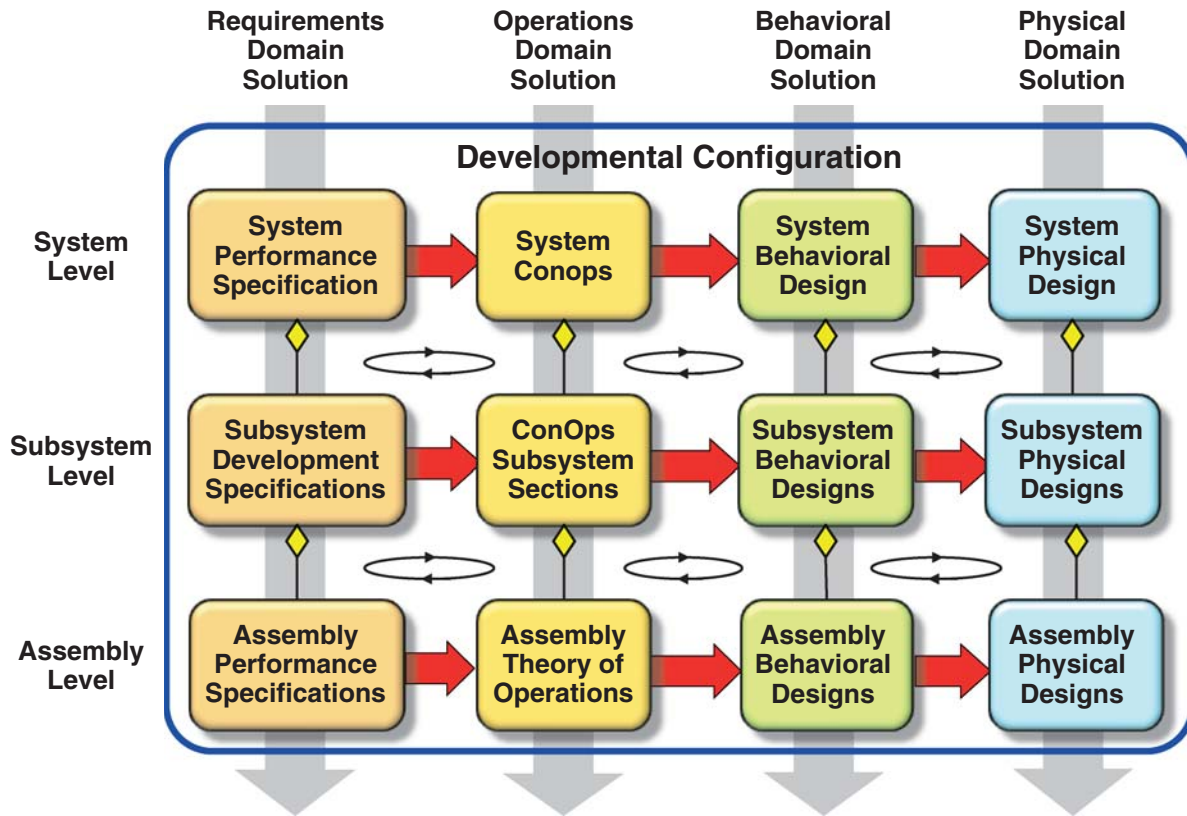 Requirements
Domain
Solution
Operations
Domain
Solution
Behavioral
Domain
Solution
Physical
Domain
Solution
Developmental Configuration
System
Level
System
Performance
Specification
System
Conops
System
Behavioral
Design
System
Physical
Design
Subsystem
Level
Subsystem
Development
Specifications
ConOps
Subsystem
Sections
Subsystem
Behavioral
Designs
Subsystem
Physical
Designs
Assembly
Level
Assembly
Performance
Specifications
Assembly
Theory of
Operations
Assembly
Behavioral
Designs
Assembly
Physical
Designs